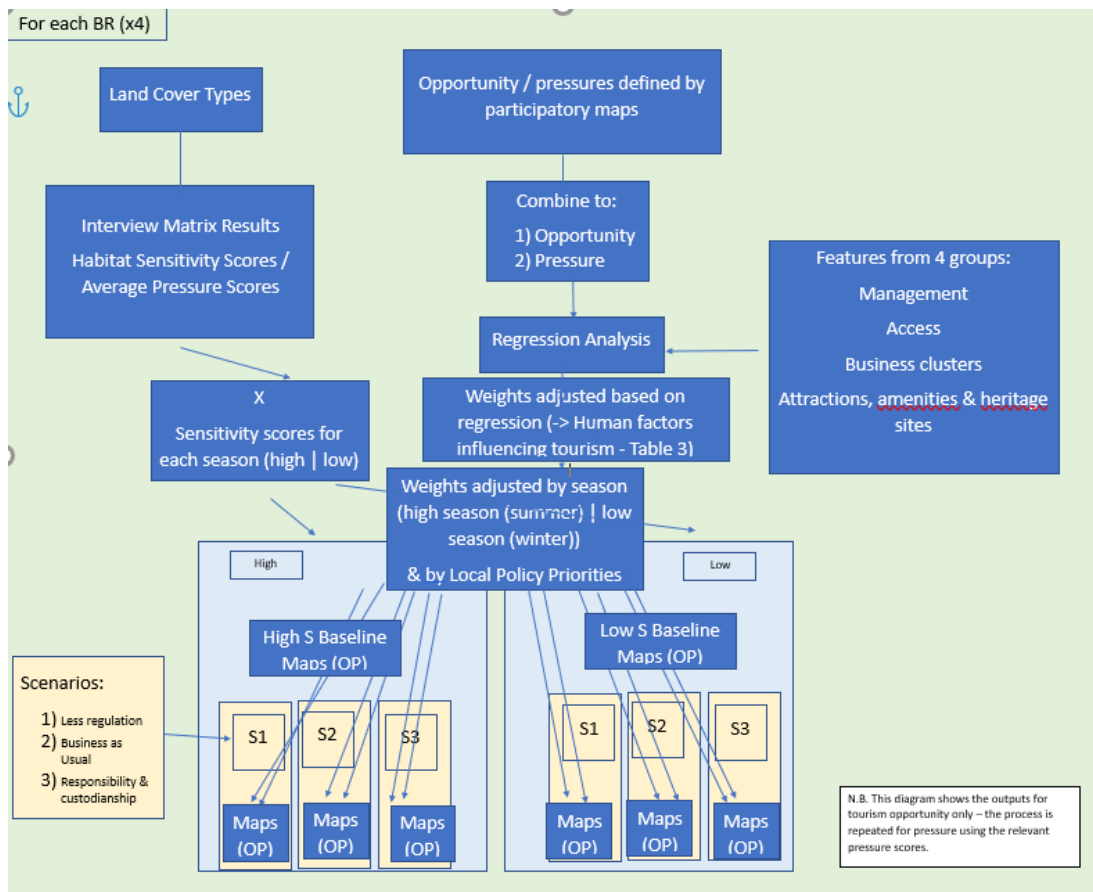 For each BR (x4)
Land Cover Types
Opportunity / pressures defined by
participatory maps
Interview Matrix Results
Habitat Sensitivity Scores /
Average Pressure Scores
Combine to:
1) Opportunity
2) Pressure
Features from 4 groups:
Management
Access
Business clusters
Attractions, amenities & heritage
sites
Regression Analysis
X
Sensitivity scores for
each season (high | low)
Weights adjusted based on
regression (-> Human factors
influencing tourism - Table 3)
Weights adjusted by season
(high season (summer) | low
season (winter))
& by Local Policy Priorities
High
Low
High S Baseline
Maps (OP)
Low S Baseline
Maps (OP)
Scenarios:
1) Less regulation
2) Business as
Usual
3) Responsibility &
custodianship
S1
S2
S3
S1
S2
S3
Maps
(OP)
Maps
(OP)
Maps
(OP)
Maps
(OP)
Maps
(OP)
Maps
(OP)
N.B. This diagram shows the outputs for
tourism opportunity only – the process is
repeated for pressure using the relevant
pressure scores.